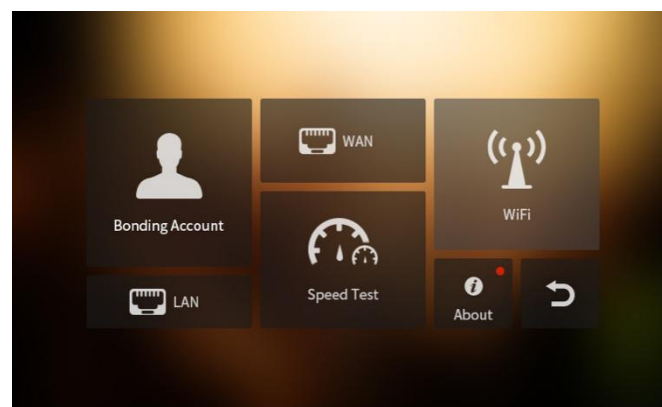 Bonding Account
WAN
WiFi
LAN
Speed Test
About